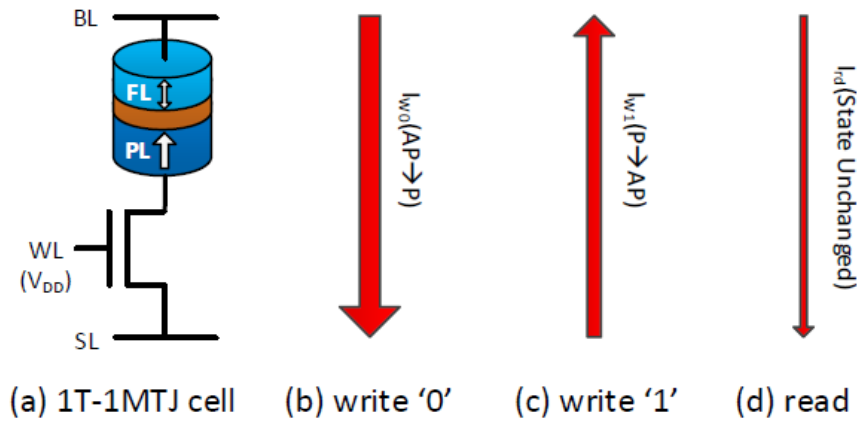 BL
FL
PL
WL
(VDD)
SL
IW0(AP→P)
IW1(P→AP)
Ird(State Unchanged)
(a) 1T-1MTJ cell
(b) write ‘0’
(c) write ‘1’
(d) read